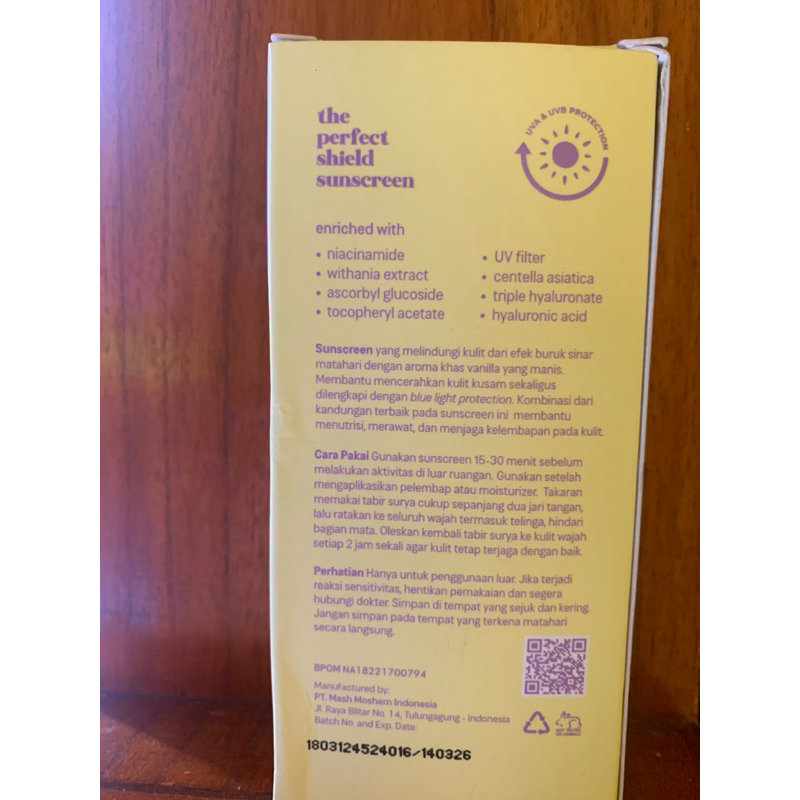 the
perfect
shield
sunscreen
UVA & UVB PROTECTION
enriched with
• niacinamide
• withania extract
• ascorbyl glucoside
• tocopheryl acetate
• UV filter
• centella asiatica
• triple hyaluronate
• hyaluronic acid
Sunscreen yang melindungi kulit dari efek buruk sinar
matahari dengan aroma khas vanilla yang manis.
Membantu mencerahkan kulit kusam sekaligus
dilengkapi dengan blue light protection. Kombinasi dari
kandungan terbaik pada sunscreen ini membantu
menutrisi, merawat, dan menjaga kelembapan pada kulit.
Cara Pakai Gunakan sunscreen 15-30 menit sebelum
melakukan aktivitas di luar ruangan. Gunakan setelah
mengaplikasikan pelembap atau moisturizer. Takaran
memakai tabir surya cukup sepanjang dua jari tangan,
lalu ratakan ke seluruh wajah termasuk telinga, hindari
bagian mata. Oleskan kembali tabir surya ke kulit wajah
setiap 2 jam sekali agar kulit tetap terjaga dengan baik.
Perhatian Hanya untuk penggunaan luar. Jika terjadi
reaksi sensitivitas, hentikan pemakaian dan segera
hubungi dokter. Simpan di tempat yang sejuk dan kering.
Jangan simpan pada tempat yang terkena matahari
secara langsung.
BPOM NA18221700794
Manufactured by:
PT. Mash Moshem Indonesia
Jl. Raya Blitar No. 14, Tulungagung - Indonesia
Batch No. and Exp. Date:
NOT TESTED
ON ANIMALS
1803124524016/140326